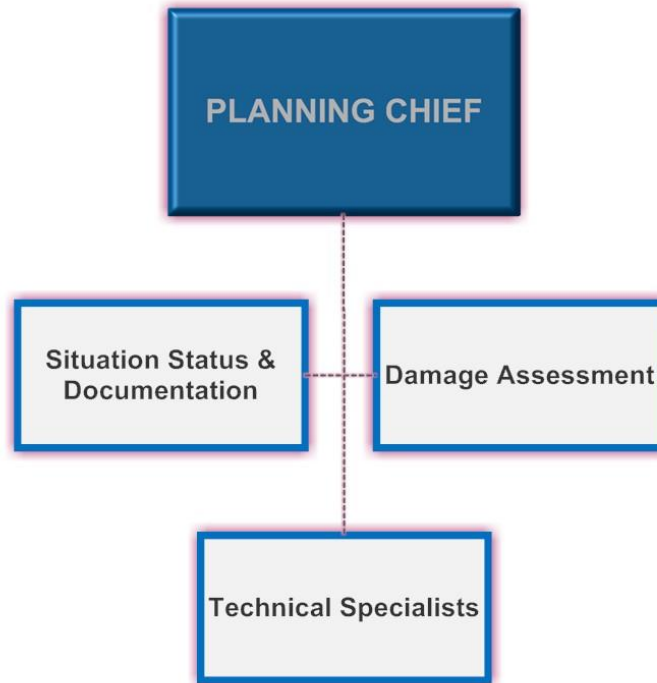 PLANNING CHIEF
Situation Status &
Documentation
Damage Assessment
Technical Specialists